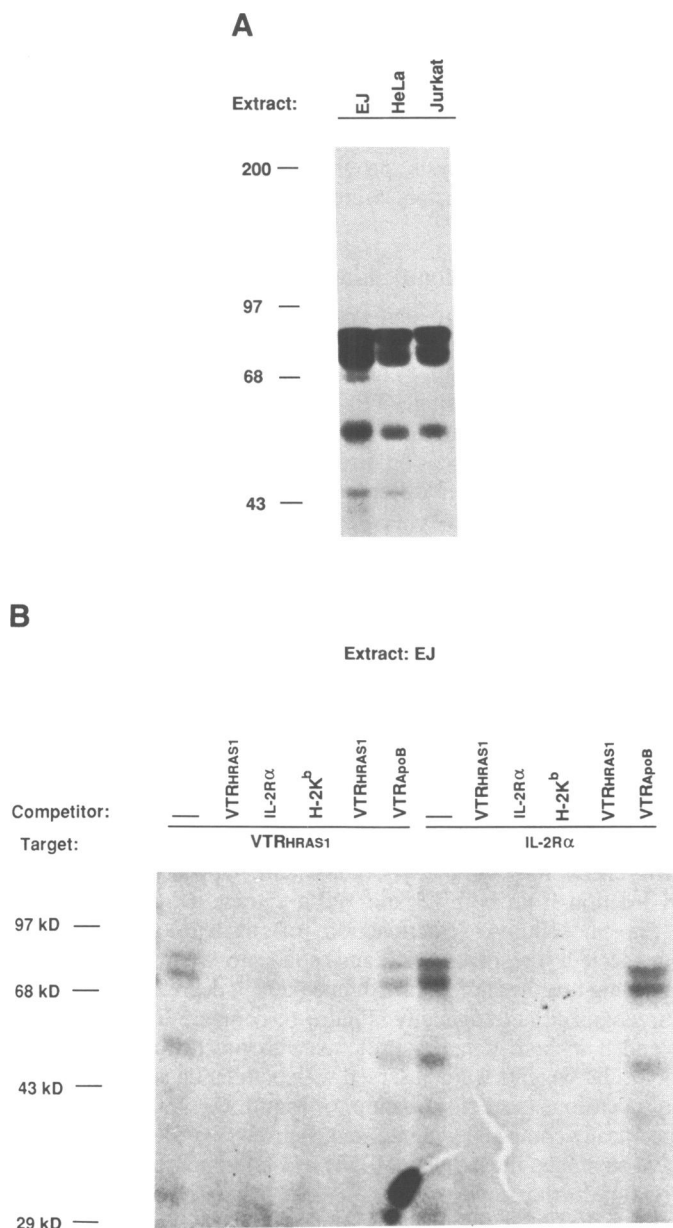 A
Extract: EJ HeLa Jurkat
200
97
68
43
B
Extract: EJ
Competitor: — VTRHRAS1 IL-2Rα H-2Kb VTRHRAS1 VTRApoB — VTRHRAS1 IL-2Rα H-2Kb VTRHRAS1 VTRApoB
Target: VTRHRAS1 IL-2Rα
97 kD
68 kD
43 kD
29 kD